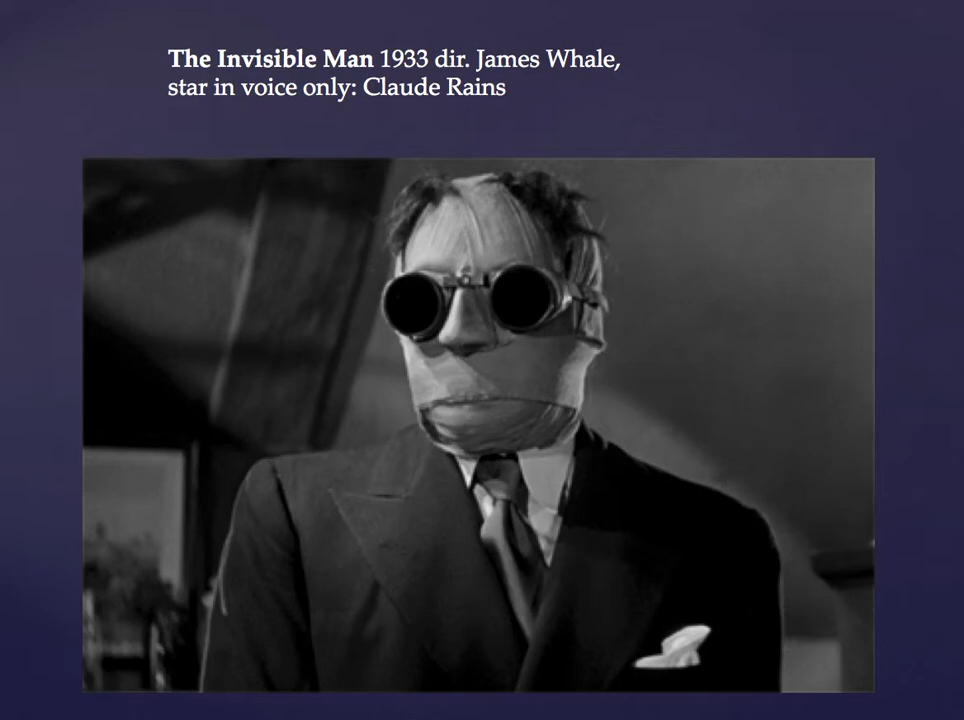 The Invisible Man 1933 dir. James Whale,
star in voice only: Claude Rains